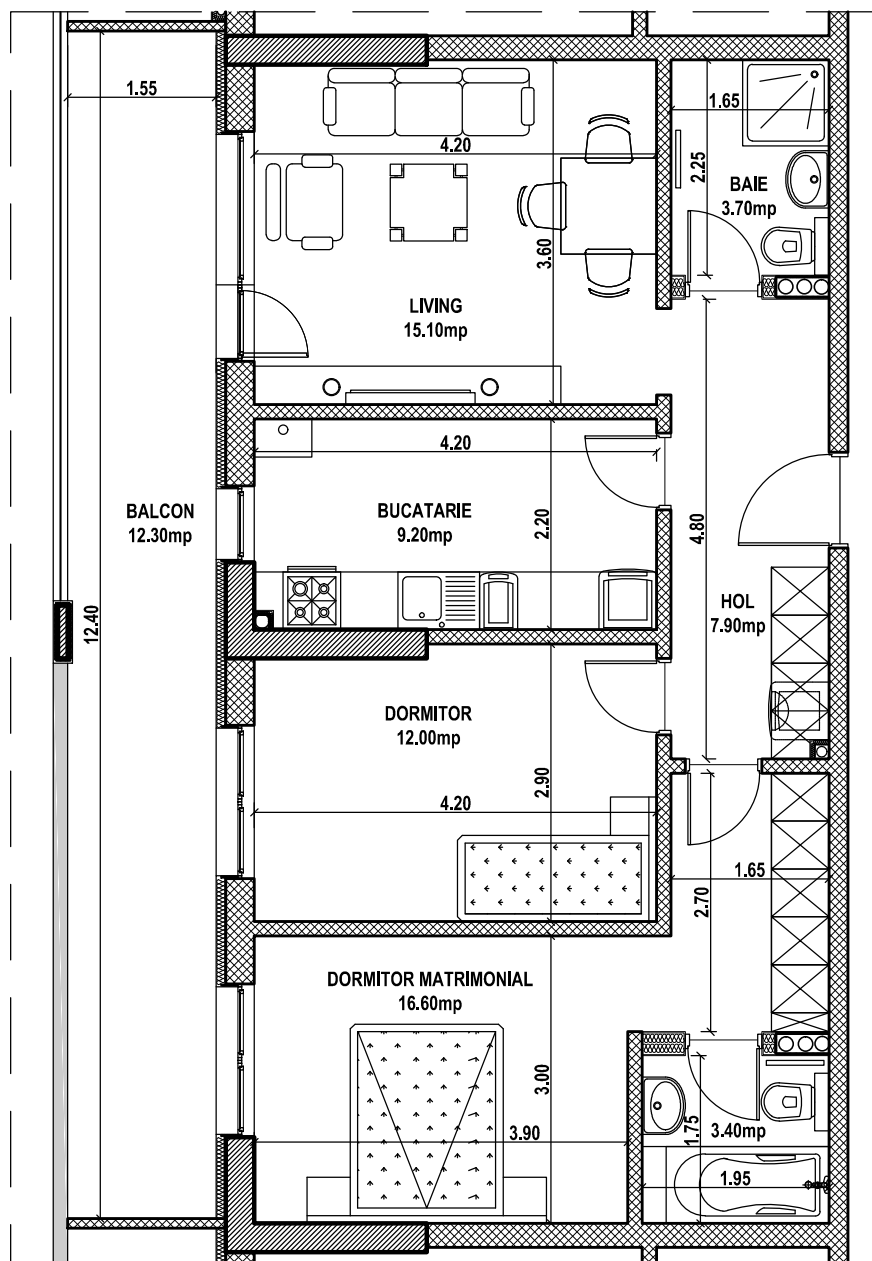 1.55
4.20
1.65
2.25
BAIE
3.70mp
3.60
LIVING
15.10mp
4.20
BALCON
12.30mp
BUCATARIE
9.20mp
2.20
4.80
12.40
HOL
7.90mp
DORMITOR
12.00mp
2.90
4.20
1.65
2.70
DORMITOR MATRIMONIAL
16.60mp
3.00
3.90
1.75
3.40mp
1.95